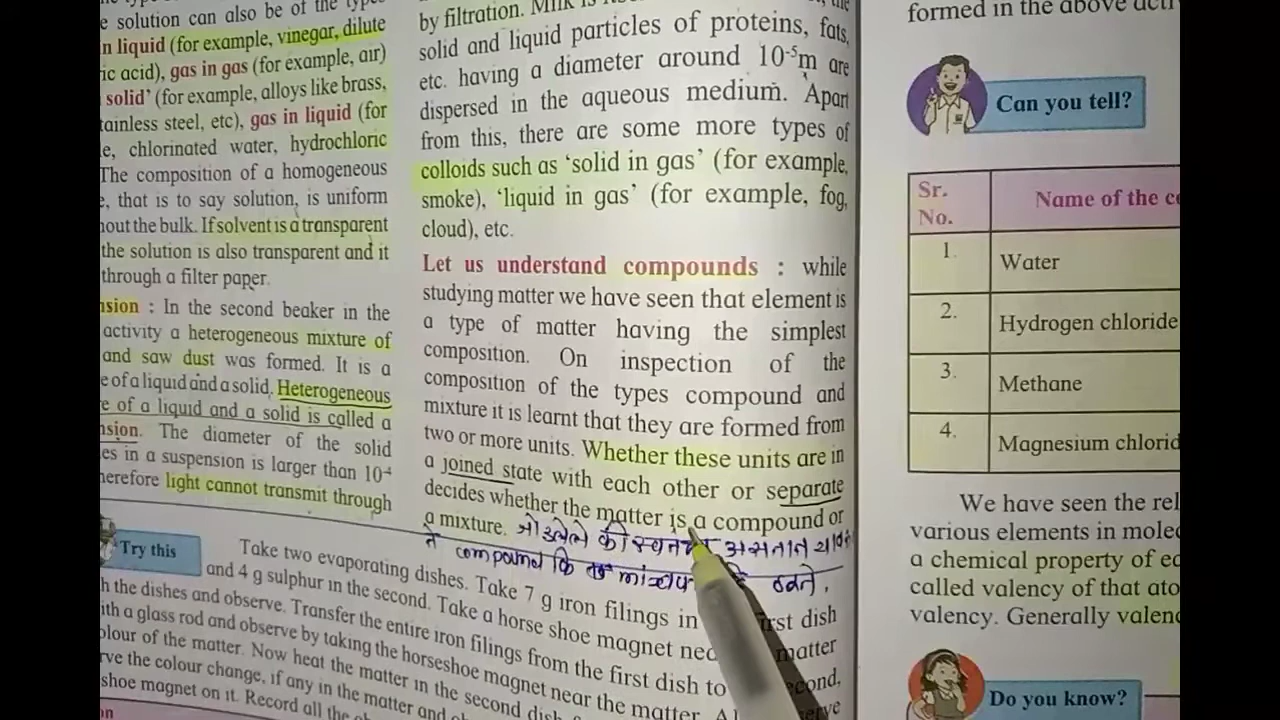 e solution can also be of the types
n liquid (for example, vinegar, dilute
ic acid), gas in gas (for example, air)
solid' (for example, alloys like brass,
tainless steel, etc), gas in liquid (for
e, chlorinated water, hydrochloric
The composition of a homogeneous
e, that is to say solution, is uniform
hout the bulk. If solvent is a transparent
the solution is also transparent and it
through a filter paper.
nsion : In the second beaker in the
activity a heterogeneous mixture of
and saw dust was formed. It is a
e of a liquid and a solid. Heterogeneous
e of a liquid and a solid is called a
nsion. The diameter of the solid
es in a suspension is larger than 10⁻⁴
herefore light cannot transmit through
by filtration. Milk is
solid and liquid particles of proteins, fats,
etc. having a diameter around 10⁻⁵m are
dispersed in the aqueous medium. Apart
from this, there are some more types of
colloids such as 'solid in gas' (for example,
smoke), 'liquid in gas' (for example, fog,
cloud), etc.
Let us understand compounds : while
studying matter we have seen that element is
a type of matter having the simplest
composition. On inspection of the
composition of the types compound and
mixture it is learnt that they are formed from
two or more units. Whether these units are in
a joined state with each other or separate
decides whether the matter is a compound or
a mixture.
ते compound कि
ठरवते.
Try this
Take two evaporating dishes. Take 7 g iron filings in first dish
and 4 g sulphur in the second. Take a horse shoe magnet matter
h the dishes and observe. Transfer the entire iron filings from the first dish to second,
ith a glass rod and observe by taking the horseshoe magnet near the matter.
olour of the matter. Now heat the matter in the second
rve the colour change, if any in the matter and
shoe magnet on it. Record all the
on
formed in the above
Can you tell?
Sr. No. Name of the
1. Water
2. Hydrogen chloride
3. Methane
4. Magnesium chlorid
We have seen the rel
various elements in
a chemical property of
called valency of that
valency. Generally
Do you know?